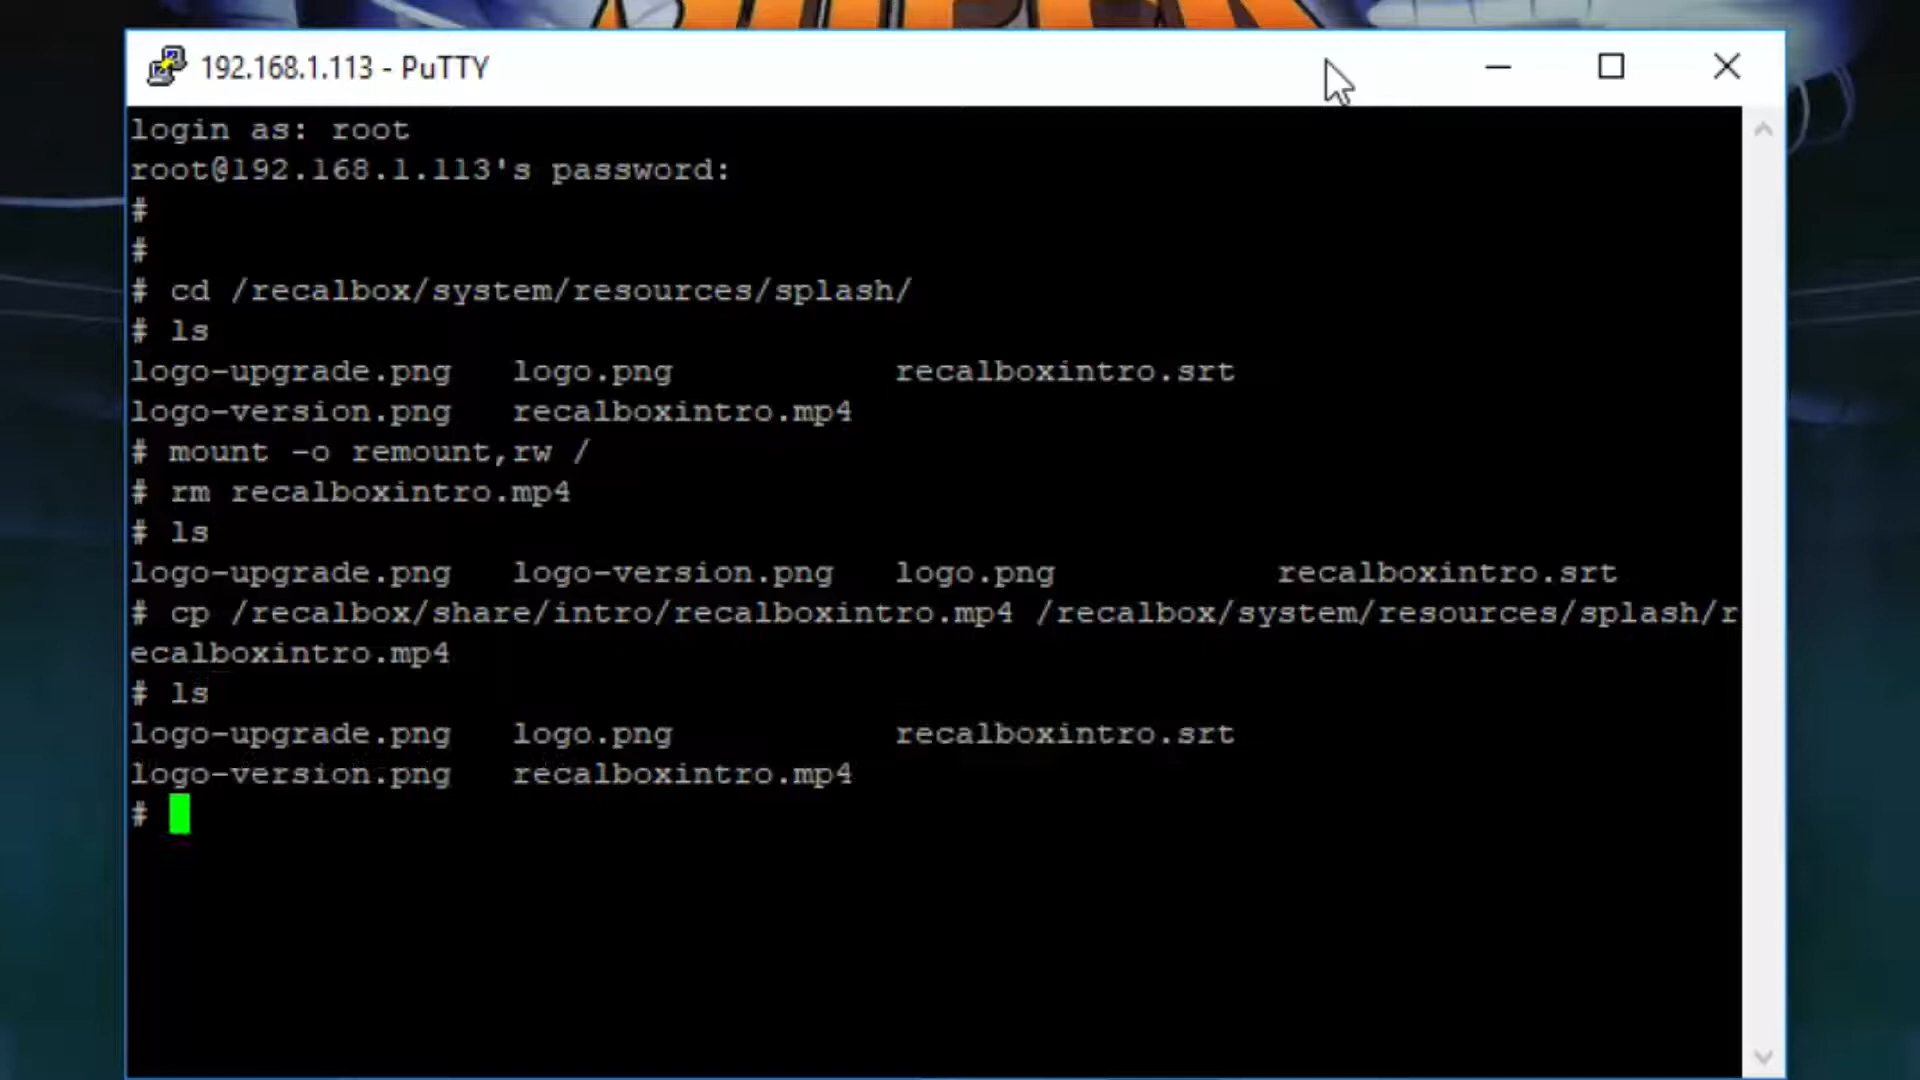 192.168.1.113 - PuTTY
login as: root
root@192.168.1.113's password:
#
#
# cd /recalbox/system/resources/splash/
# ls
logo-upgrade.png logo.png recalboxintro.srt
logo-version.png recalboxintro.mp4
# mount -o remount,rw /
# rm recalboxintro.mp4
# ls
logo-upgrade.png logo-version.png logo.png recalboxintro.srt
# cp /recalbox/share/intro/recalboxintro.mp4 /recalbox/system/resources/splash/r
ecalboxintro.mp4
# ls
logo-upgrade.png logo.png recalboxintro.srt
logo-version.png recalboxintro.mp4
#